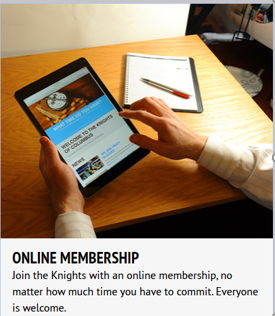 WELCOME TO THE KNIGHTS
OF COLUMBUS
NEWS
ONLINE MEMBERSHIP
Join the Knights with an online membership, no
matter how much time you have to commit. Everyone
is welcome.